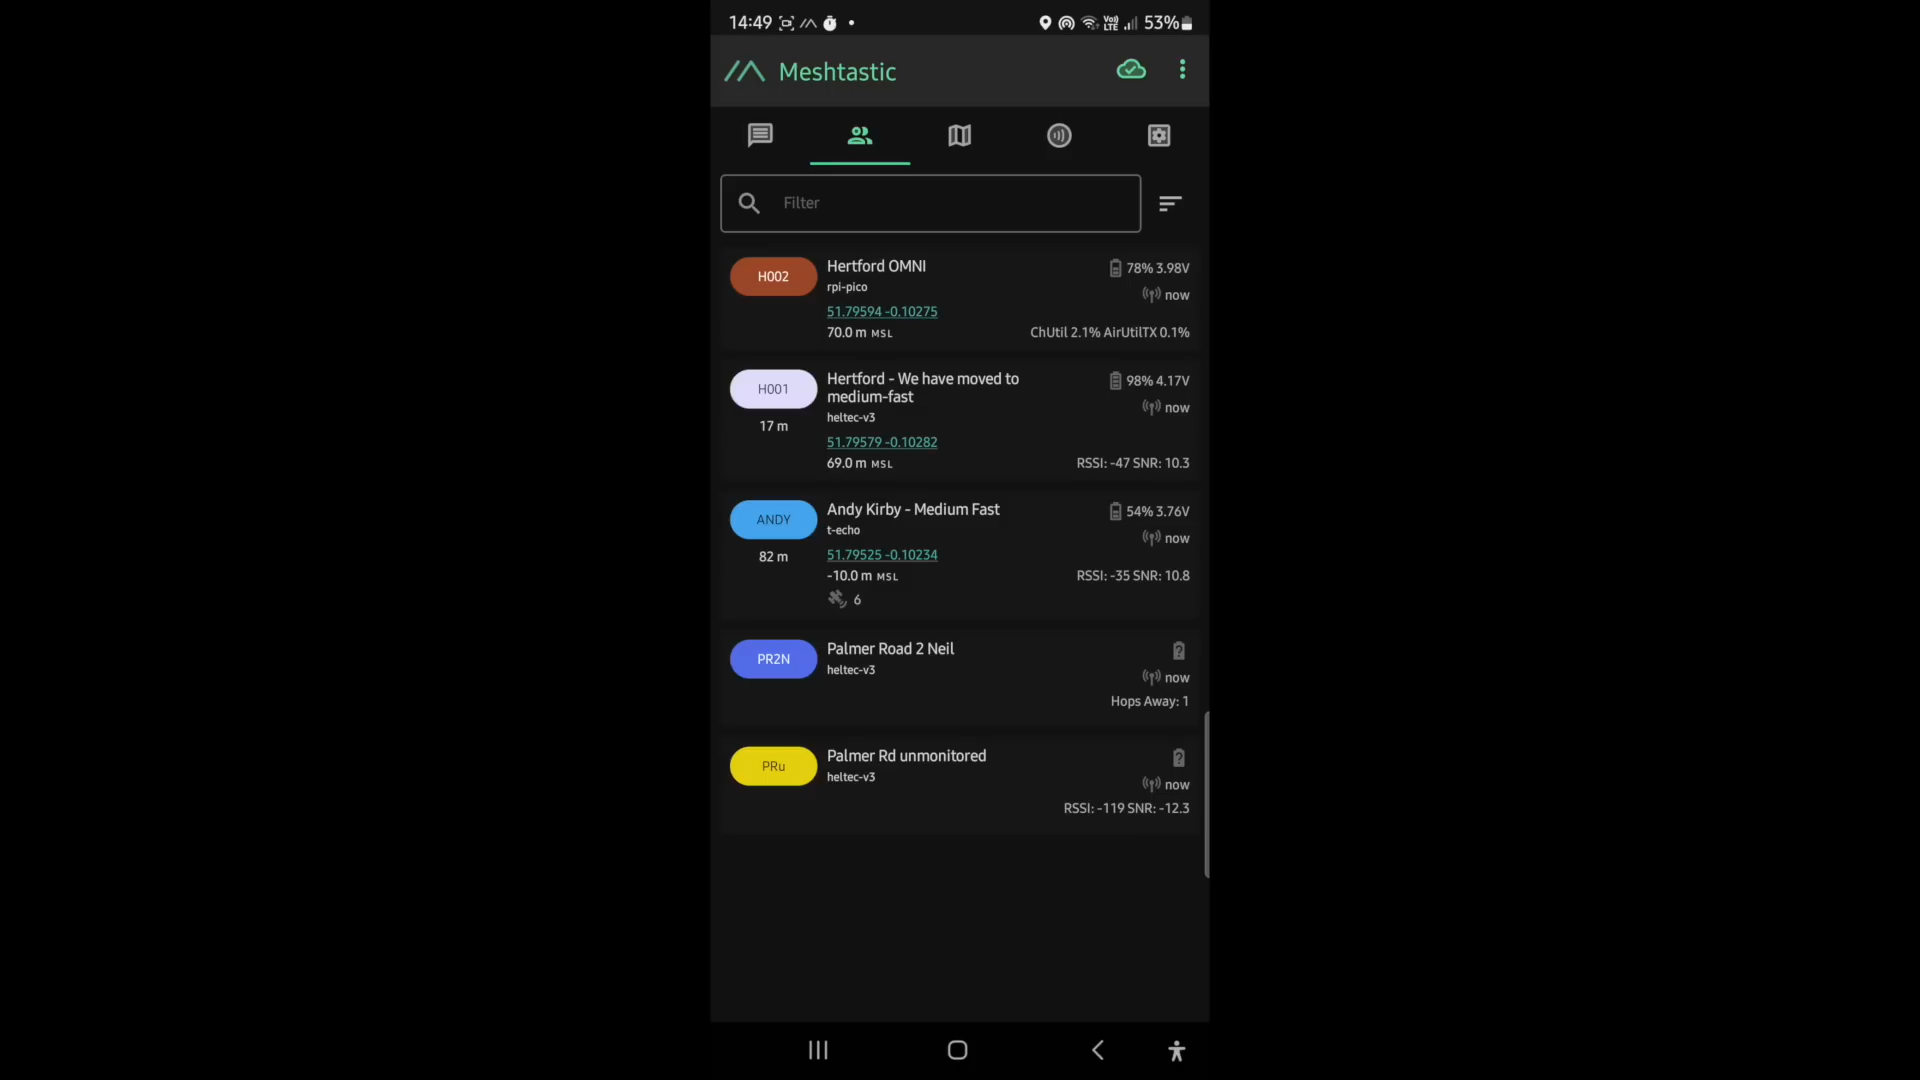 14:49
Vo) LTE
53%
Meshtastic
Filter
H002
Hertford OMNI
78% 3.98V
rpi-pico
now
51.79594 -0.10275
70.0 m MSL
ChUtil 2.1% AirUtilTX 0.1%
H001
Hertford - We have moved to
medium-fast
98% 4.17V
now
heltec-v3
17 m
51.79579 -0.10282
69.0 m MSL
RSSI: -47 SNR: 10.3
ANDY
Andy Kirby - Medium Fast
54% 3.76V
t-echo
now
82 m
51.79525 -0.10234
-10.0 m MSL
RSSI: -35 SNR: 10.8
6
PR2N
Palmer Road 2 Neil
?
heltec-v3
now
Hops Away: 1
PRu
Palmer Rd unmonitored
?
heltec-v3
now
RSSI: -119 SNR: -12.3